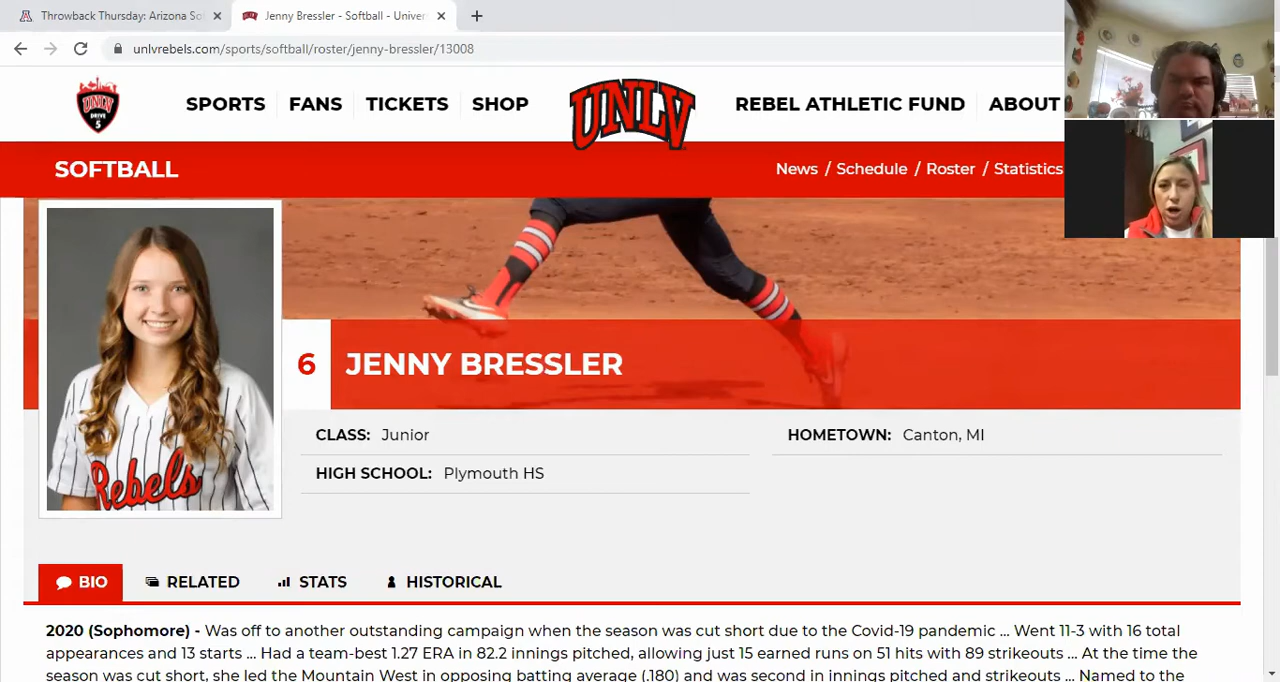 Throwback Thursday: Arizona So
Jenny Bressler - Softball - Univer
unlvrebels.com/sports/softball/roster/jenny-bressler/13008
UNLV
DRIVE
5
SPORTS FANS TICKETS SHOP
UNLV
REBEL ATHLETIC FUND ABOUT
SOFTBALL
News / Schedule / Roster / Statistics
Rebels
6 JENNY BRESSLER
CLASS: Junior
HOMETOWN: Canton, MI
HIGH SCHOOL: Plymouth HS
BIO RELATED STATS HISTORICAL
2020 (Sophomore) - Was off to another outstanding campaign when the season was cut short due to the Covid-19 pandemic ... Went 11-3 with 16 total
appearances and 13 starts ... Had a team-best 1.27 ERA in 82.2 innings pitched, allowing just 15 earned runs on 51 hits with 89 strikeouts ... At the time the
season was cut short, she led the Mountain West in opposing batting average (.180) and was second in innings pitched and strikeouts ... Named to the